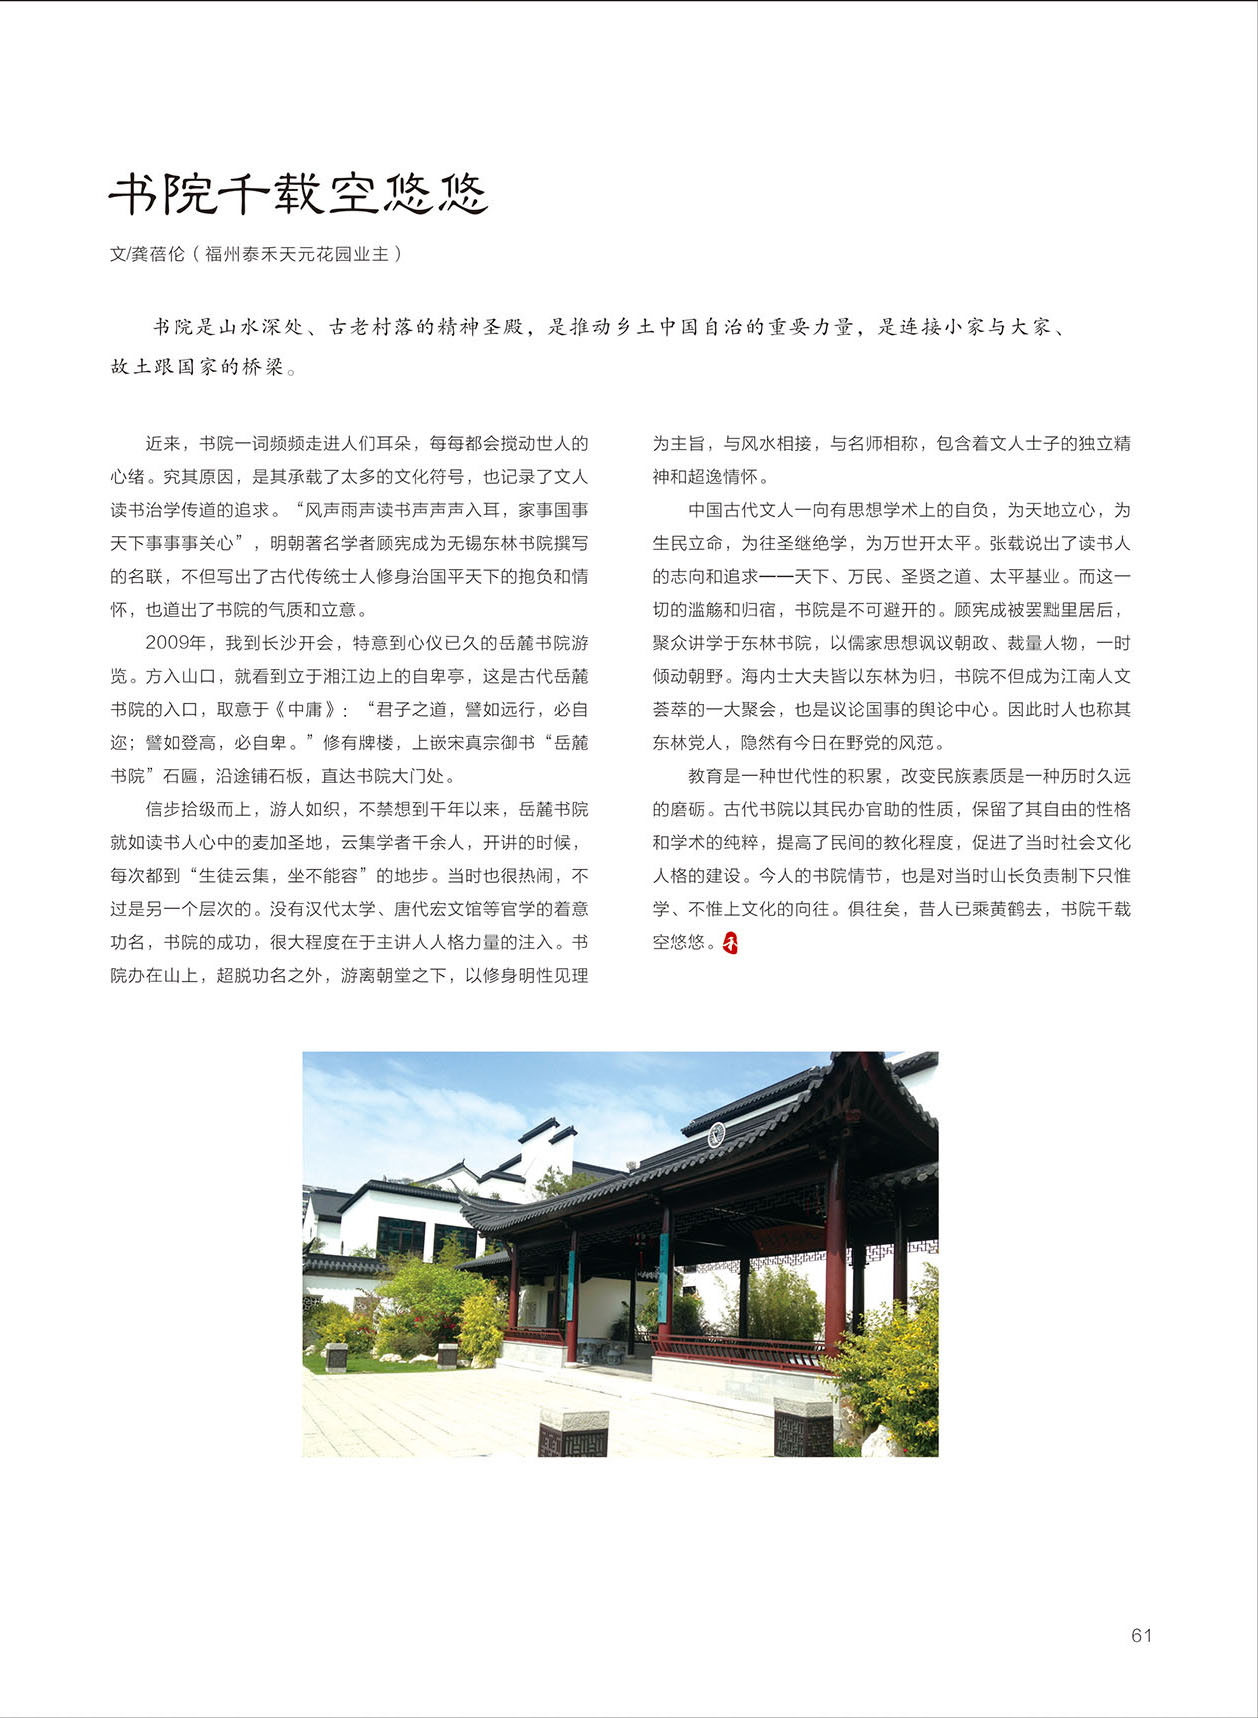 书院千载空悠悠
文/龚蓓伦（福州泰禾天元花园业主）
书院是山水深处、古老村落的精神圣殿，是推动乡土中国自治的重要力量，是连接小家与大家、
故土跟国家的桥梁。
近来，书院一词频频走进人们耳朵，每每都会搅动世人的
心绪。究其原因，是其承载了太多的文化符号，也记录了文人
读书治学传道的追求。“风声雨声读书声声声入耳，家事国事
天下事事事关心”，明朝著名学者顾宪成为无锡东林书院撰写
的名联，不但写出了古代传统士人修身治国平天下的抱负和情
怀，也道出了书院的气质和立意。
2009年，我到长沙开会，特意到心仪已久的岳麓书院游
览。方入山口，就看到立于湘江边上的自卑亭，这是古代岳麓
书院的入口，取意于《中庸》：“君子之道，譬如远行，必自
迩；譬如登高，必自卑。”修有牌楼，上嵌宋真宗御书“岳麓
书院”石匾，沿途铺石板，直达书院大门处。
信步拾级而上，游人如织，不禁想到千年以来，岳麓书院
就如读书人心中的麦加圣地，云集学者千余人，开讲的时候，
每次都到“生徒云集，坐不能容”的地步。当时也很热闹，不
过是另一个层次的。没有汉代太学、唐代宏文馆等官学的着意
功名，书院的成功，很大程度在于主讲人人格力量的注入。书
院办在山上，超脱功名之外，游离朝堂之下，以修身明性见理
为主旨，与风水相接，与名师相称，包含着文人士子的独立精
神和超逸情怀。
中国古代文人一向有思想学术上的自负，为天地立心，为
生民立命，为往圣继绝学，为万世开太平。张载说出了读书人
的志向和追求——天下、万民、圣贤之道、太平基业。而这一
切的滥觞和归宿，书院是不可避开的。顾宪成被罢黜里居后，
聚众讲学于东林书院，以儒家思想讽议朝政、裁量人物，一时
倾动朝野。海内士大夫皆以东林为归，书院不但成为江南人文
荟萃的一大聚会，也是议论国事的舆论中心。因此时人也称其
东林党人，隐然有今日在野党的风范。
教育是一种世代性的积累，改变民族素质是一种历时久远
的磨砺。古代书院以其民办官助的性质，保留了其自由的性格
和学术的纯粹，提高了民间的教化程度，促进了当时社会文化
人格的建设。今人的书院情节，也是对当时山长负责制下只惟
学、不惟上文化的向往。俱往矣，昔人已乘黄鹤去，书院千载
空悠悠。禾
61